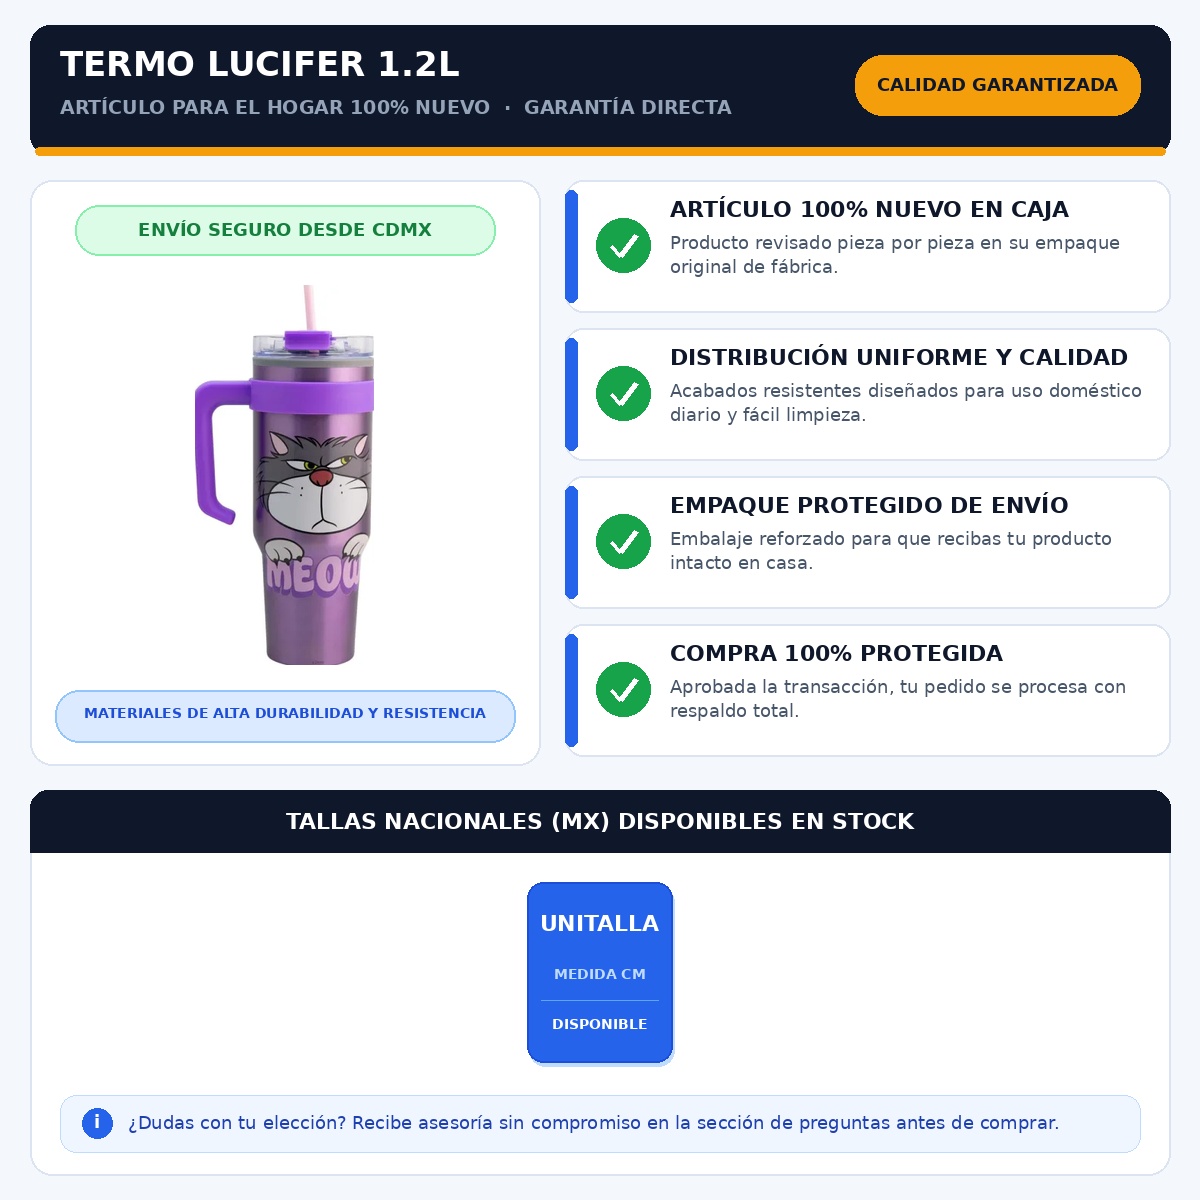 TERMO LUCIFER 1.2L
ARTÍCULO PARA EL HOGAR 100% NUEVO · GARANTÍA DIRECTA
CALIDAD GARANTIZADA
ENVÍO SEGURO DESDE CDMX
MEOW
MATERIALES DE ALTA DURABILIDAD Y RESISTENCIA
ARTÍCULO 100% NUEVO EN CAJA
Producto revisado pieza por pieza en su empaque
original de fábrica.
DISTRIBUCIÓN UNIFORME Y CALIDAD
Acabados resistentes diseñados para uso doméstico
diario y fácil limpieza.
EMPAQUE PROTEGIDO DE ENVÍO
Embalaje reforzado para que recibas tu producto
intacto en casa.
COMPRA 100% PROTEGIDA
Aprobada la transacción, tu pedido se procesa con
respaldo total.
TALLAS NACIONALES (MX) DISPONIBLES EN STOCK
UNITALLA
MEDIDA CM
DISPONIBLE
i ¿Dudas con tu elección? Recibe asesoría sin compromiso en la sección de preguntas antes de comprar.